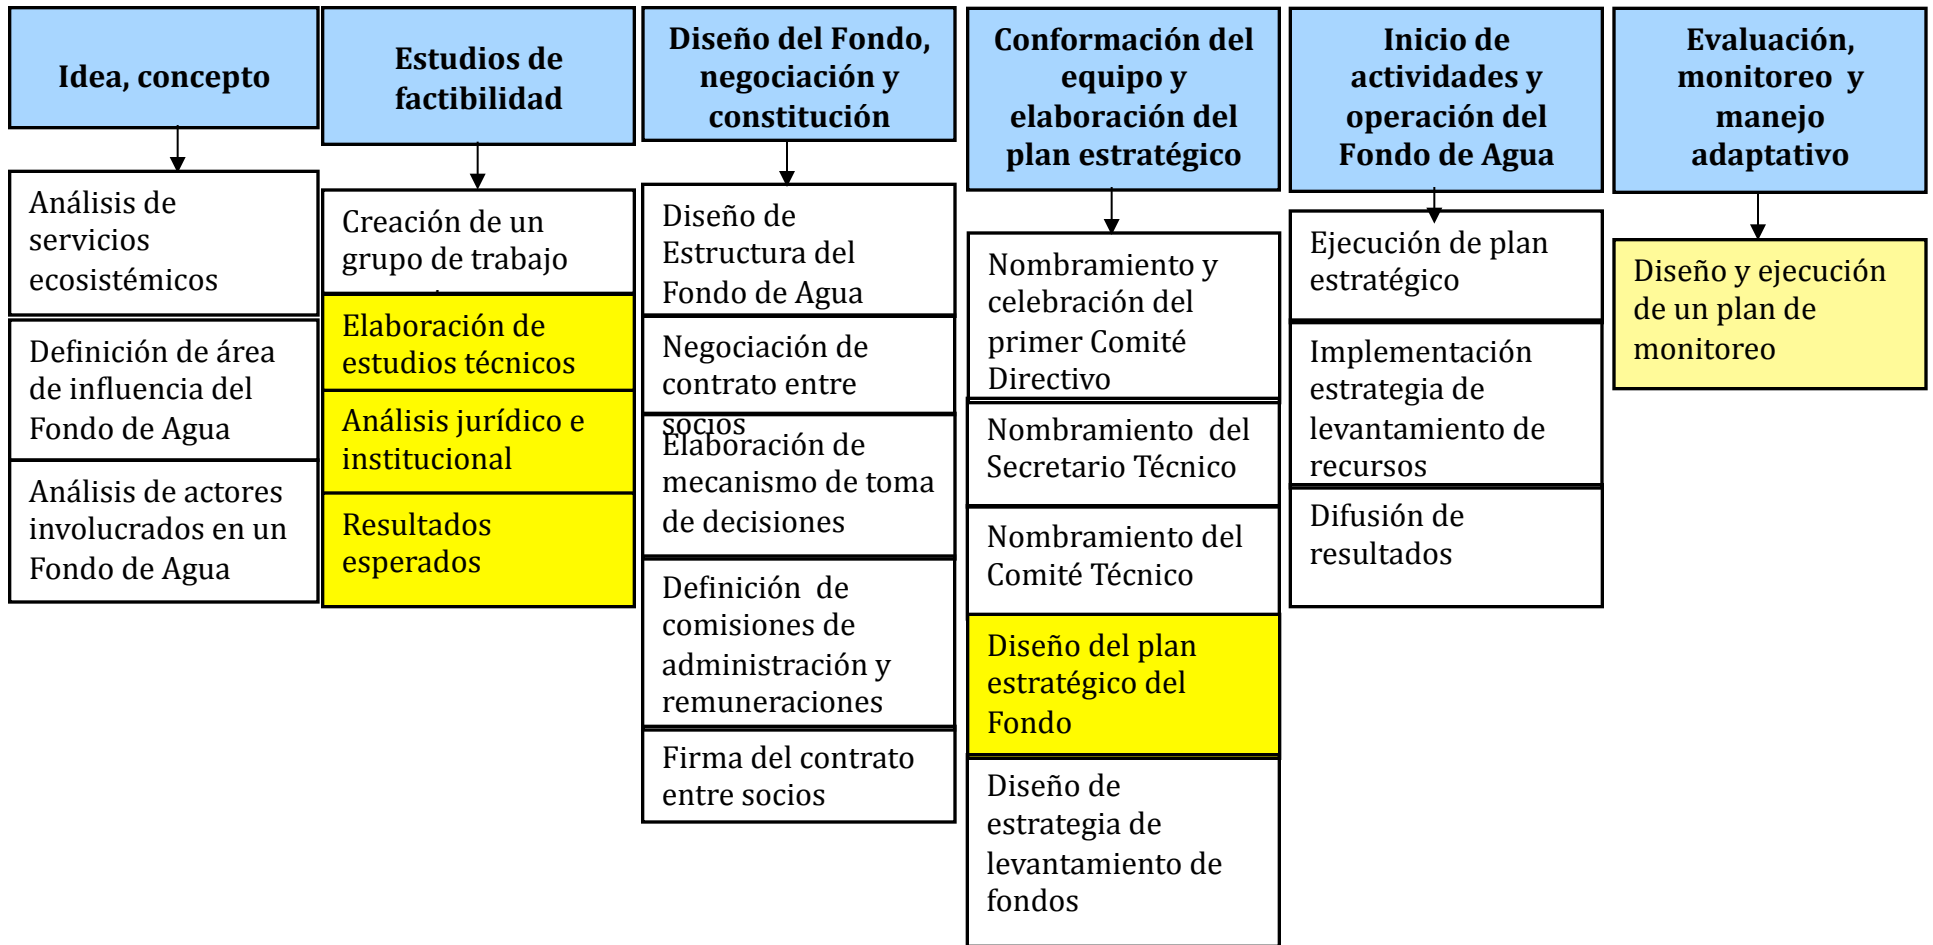 Idea, concepto
Análisis de
servicios
ecosistémicos
Definición de área
de influencia del
Fondo de Agua
Análisis de actores
involucrados en un
Fondo de Agua
Estudios de
factibilidad
Creación de un
grupo de trabajo
Elaboración de
estudios técnicos
Análisis jurídico e
institucional
Resultados
esperados
Diseño del Fondo,
negociación y
constitución
Diseño de
Estructura del
Fondo de Agua
Negociación de
contrato entre
socios
Elaboración de
mecanismo de toma
de decisiones
Definición de
comisiones de
administración y
remuneraciones
Firma del contrato
entre socios
Conformación del
equipo y
elaboración del
plan estratégico
Nombramiento y
celebración del
primer Comité
Directivo
Nombramiento del
Secretario Técnico
Nombramiento del
Comité Técnico
Diseño del plan
estratégico del
Fondo
Diseño de
estrategia de
levantamiento de
fondos
Inicio de
actividades y
operación del
Fondo de Agua
Ejecución de plan
estratégico
Implementación
estrategia de
levantamiento de
recursos
Difusión de
resultados
Evaluación,
monitoreo y
manejo
adaptativo
Diseño y ejecución
de un plan de
monitoreo